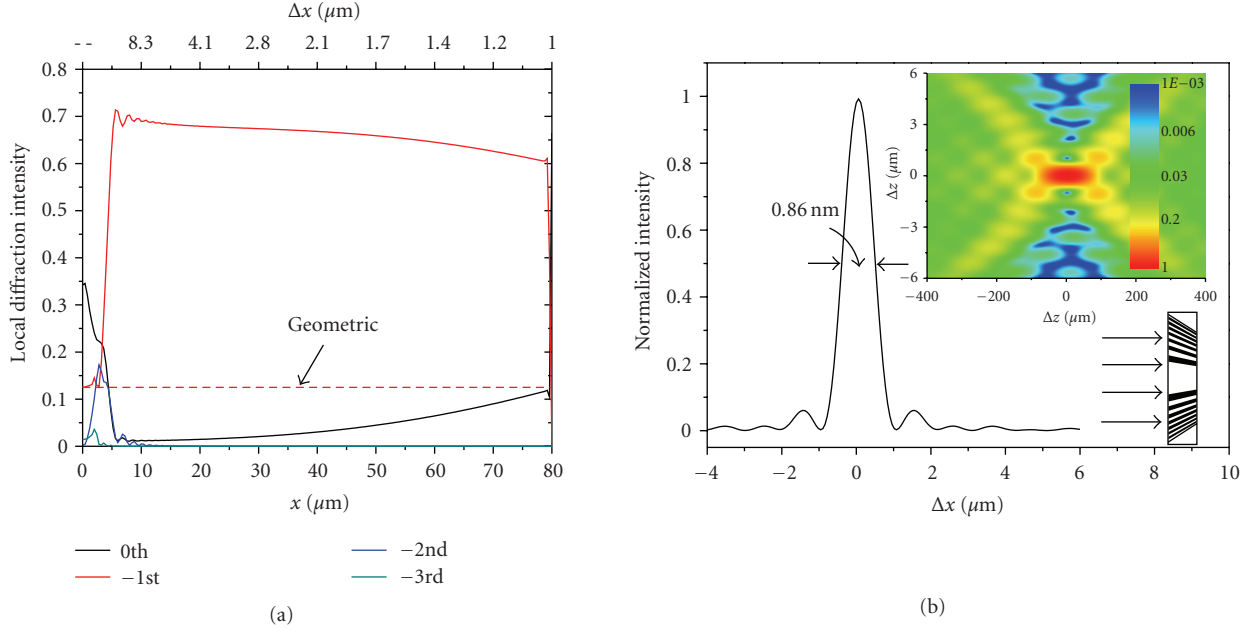 (a)
Δx (μm)
-- 8.3 4.1 2.8 2.1 1.7 1.4 1.2 1
0.8
0.7
0.6
0.5
0.4
0.3
0.2
0.1
0
Local diffraction intensity
Geometric
0 10 20 30 40 50 60 70 80
x (μm)
0th
−1st
−2nd
−3rd
(a)
1
0.8
0.6
0.4
0.2
0
Normalized intensity
0.86 nm
−4 −2 0 2 4 6 8 10
Δx (μm)
6
3
0
−3
−6
Δz (μm)
−400 −200 0 200 400
Δz (μm)
1E−03
0.006
0.03
0.2
1
(b)